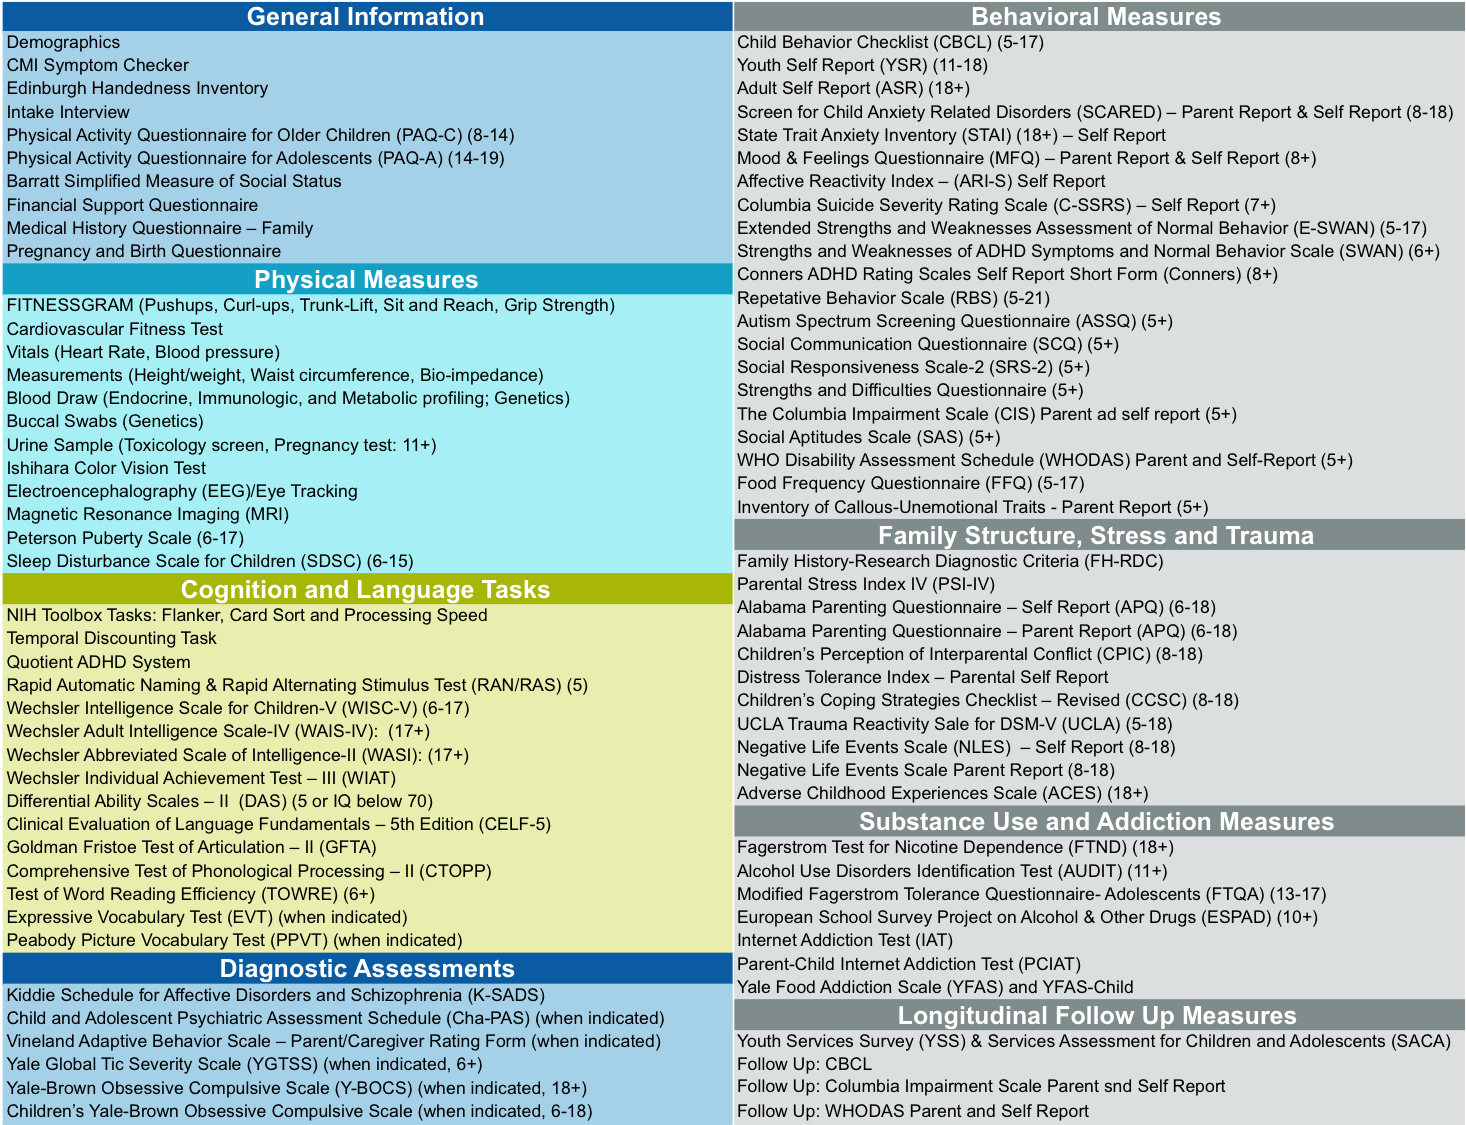 General Information
Demographics
CMI Symptom Checker
Edinburgh Handedness Inventory
Intake Interview
Physical Activity Questionnaire for Older Children (PAQ-C) (8-14)
Physical Activity Questionnaire for Adolescents (PAQ-A) (14-19)
Barratt Simplified Measure of Social Status
Financial Support Questionnaire
Medical History Questionnaire – Family
Pregnancy and Birth Questionnaire
Physical Measures
FITNESSGRAM (Pushups, Curl-ups, Trunk-Lift, Sit and Reach, Grip Strength)
Cardiovascular Fitness Test
Vitals (Heart Rate, Blood pressure)
Measurements (Height/weight, Waist circumference, Bio-impedance)
Blood Draw (Endocrine, Immunologic, and Metabolic profiling; Genetics)
Buccal Swabs (Genetics)
Urine Sample (Toxicology screen, Pregnancy test: 11+)
Ishihara Color Vision Test
Electroencephalography (EEG)/Eye Tracking
Magnetic Resonance Imaging (MRI)
Peterson Puberty Scale (6-17)
Sleep Disturbance Scale for Children (SDSC) (6-15)
Cognition and Language Tasks
NIH Toolbox Tasks: Flanker, Card Sort and Processing Speed
Temporal Discounting Task
Quotient ADHD System
Rapid Automatic Naming & Rapid Alternating Stimulus Test (RAN/RAS) (5)
Wechsler Intelligence Scale for Children-V (WISC-V) (6-17)
Wechsler Adult Intelligence Scale-IV (WAIS-IV):  (17+)
Wechsler Abbreviated Scale of Intelligence-II (WASI): (17+)
Wechsler Individual Achievement Test – III (WIAT)
Differential Ability Scales – II  (DAS) (5 or IQ below 70)
Clinical Evaluation of Language Fundamentals – 5th Edition (CELF-5)
Goldman Fristoe Test of Articulation – II (GFTA)
Comprehensive Test of Phonological Processing – II (CTOPP)
Test of Word Reading Efficiency (TOWRE) (6+)
Expressive Vocabulary Test (EVT) (when indicated)
Peabody Picture Vocabulary Test (PPVT) (when indicated)
Diagnostic Assessments
Kiddie Schedule for Affective Disorders and Schizophrenia (K-SADS)
Child and Adolescent Psychiatric Assessment Schedule (Cha-PAS) (when indicated)
Vineland Adaptive Behavior Scale – Parent/Caregiver Rating Form (when indicated)
Yale Global Tic Severity Scale (YGTSS) (when indicated, 6+)
Yale-Brown Obsessive Compulsive Scale (Y-BOCS) (when indicated, 18+)
Children's Yale-Brown Obsessive Compulsive Scale (when indicated, 6-18)
Behavioral Measures
Child Behavior Checklist (CBCL) (5-17)
Youth Self Report (YSR) (11-18)
Adult Self Report (ASR) (18+)
Screen for Child Anxiety Related Disorders (SCARED) – Parent Report & Self Report (8-18)
State Trait Anxiety Inventory (STAI) (18+) – Self Report
Mood & Feelings Questionnaire (MFQ) – Parent Report & Self Report (8+)
Affective Reactivity Index – (ARI-S) Self Report
Columbia Suicide Severity Rating Scale (C-SSRS) – Self Report (7+)
Extended Strengths and Weaknesses Assessment of Normal Behavior (E-SWAN) (5-17)
Strengths and Weaknesses of ADHD Symptoms and Normal Behavior Scale (SWAN) (6+)
Conners ADHD Rating Scales Self Report Short Form (Conners) (8+)
Repetative Behavior Scale (RBS) (5-21)
Autism Spectrum Screening Questionnaire (ASSQ) (5+)
Social Communication Questionnaire (SCQ) (5+)
Social Responsiveness Scale-2 (SRS-2) (5+)
Strengths and Difficulties Questionnaire (5+)
The Columbia Impairment Scale (CIS) Parent ad self report (5+)
Social Aptitudes Scale (SAS) (5+)
WHO Disability Assessment Schedule (WHODAS) Parent and Self-Report (5+)
Food Frequency Questionnaire (FFQ) (5-17)
Inventory of Callous-Unemotional Traits - Parent Report (5+)
Family Structure, Stress and Trauma
Family History-Research Diagnostic Criteria (FH-RDC)
Parental Stress Index IV (PSI-IV)
Alabama Parenting Questionnaire – Self Report (APQ) (6-18)
Alabama Parenting Questionnaire – Parent Report (APQ) (6-18)
Children's Perception of Interparental Conflict (CPIC) (8-18)
Distress Tolerance Index – Parental Self Report
Children's Coping Strategies Checklist – Revised (CCSC) (8-18)
UCLA Trauma Reactivity Sale for DSM-V (UCLA) (5-18)
Negative Life Events Scale (NLES)  – Self Report (8-18)
Negative Life Events Scale Parent Report (8-18)
Adverse Childhood Experiences Scale (ACES) (18+)
Substance Use and Addiction Measures
Fagerstrom Test for Nicotine Dependence (FTND) (18+)
Alcohol Use Disorders Identification Test (AUDIT) (11+)
Modified Fagerstrom Tolerance Questionnaire- Adolescents (FTQA) (13-17)
European School Survey Project on Alcohol & Other Drugs (ESPAD) (10+)
Internet Addiction Test (IAT)
Parent-Child Internet Addiction Test (PCIAT)
Yale Food Addiction Scale (YFAS) and YFAS-Child
Longitudinal Follow Up Measures
Youth Services Survey (YSS) & Services Assessment for Children and Adolescents (SACA)
Follow Up: CBCL
Follow Up: Columbia Impairment Scale Parent snd Self Report
Follow Up: WHODAS Parent and Self Report